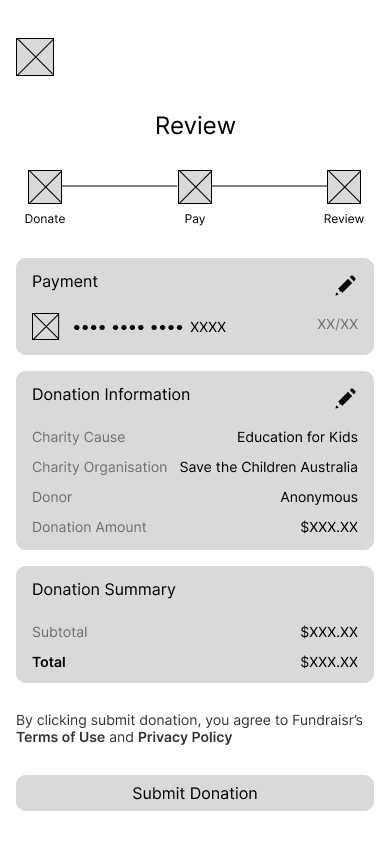 Review
Donate Pay Review
Payment
•••• •••• •••• XXXX XX/XX
Donation Information
Charity Cause Education for Kids
Charity Organisation Save the Children Australia
Donor Anonymous
Donation Amount $XXX.XX
Donation Summary
Subtotal $XXX.XX
Total $XXX.XX
By clicking submit donation, you agree to Fundraisr’s
Terms of Use and Privacy Policy
Submit Donation